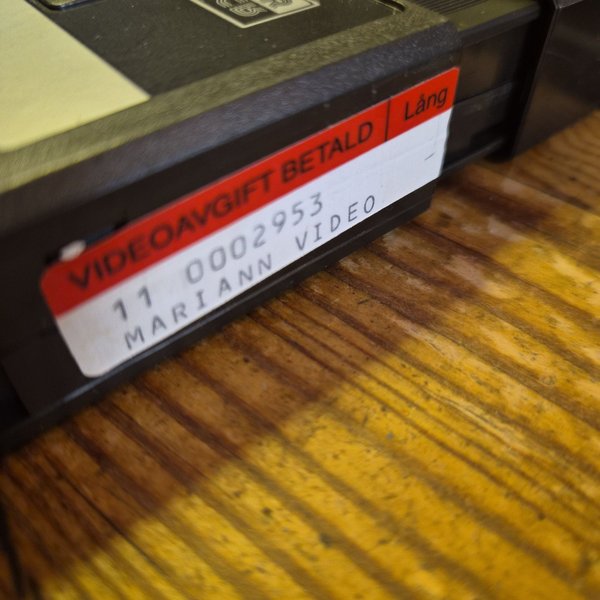 VIDEOAVGIFT BETALD Lång
11 0002953
MARIANN VIDEO